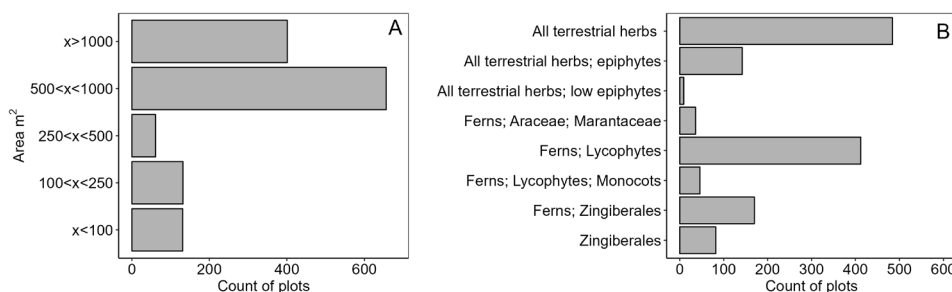 A
Area m²
x>1000
500<x<1000
250<x<500
100<x<250
x<100
0 200 400 600
Count of plots
B
All terrestrial herbs
All terrestrial herbs; epiphytes
All terrestrial herbs; low epiphytes
Ferns; Araceae; Marantaceae
Ferns; Lycophytes
Ferns; Lycophytes; Monocots
Ferns; Zingiberales
Zingiberales
0 100 200 300 400 500 600
Count of plots